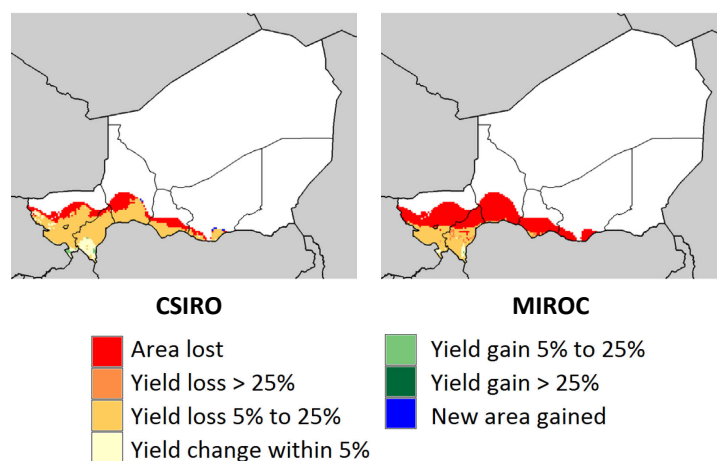 CSIRO
MIROC
Area lost
Yield loss > 25%
Yield loss 5% to 25%
Yield change within 5%
Yield gain 5% to 25%
Yield gain > 25%
New area gained